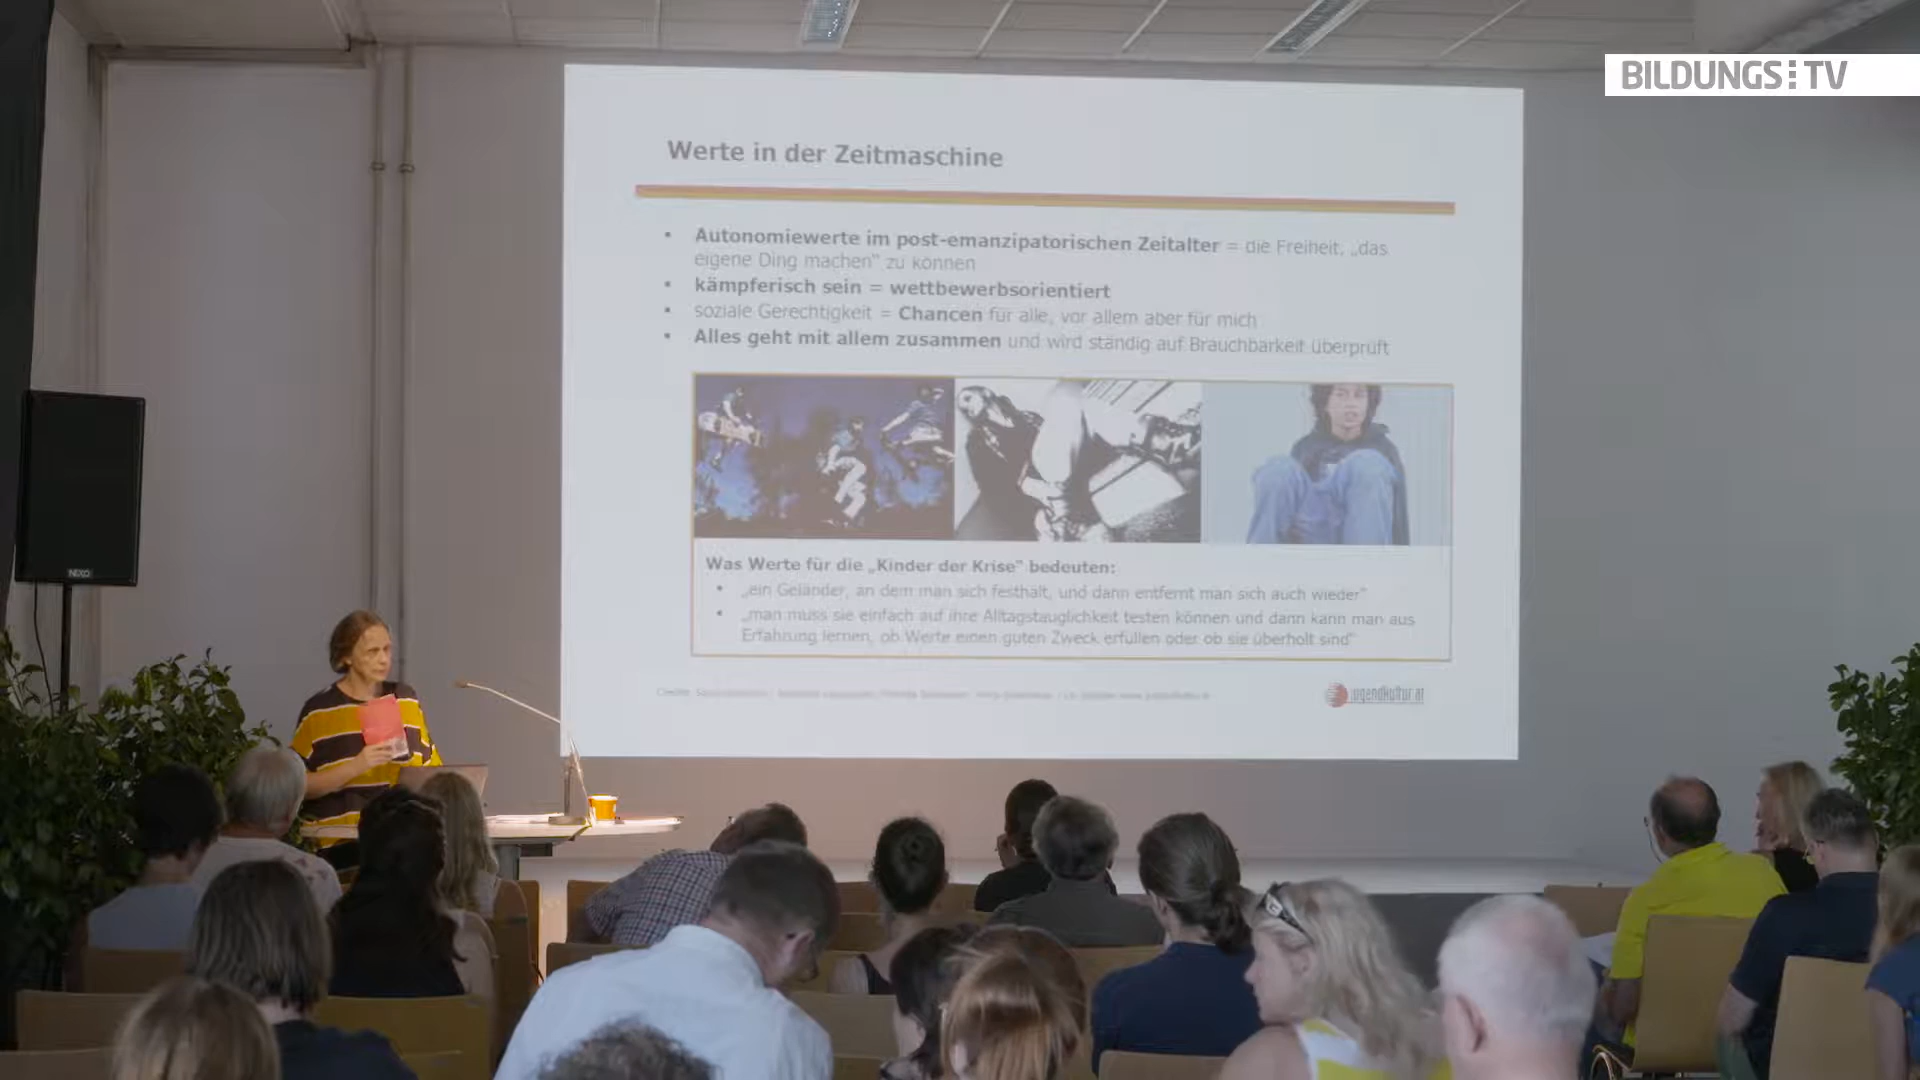 BILDUNGS TV
Werte in der Zeitmaschine
Autonomiewerte im post-emanzipatorischen Zeitalter = die Freiheit, „das
eigene Ding machen" zu können
kämpferisch sein = wettbewerbsorientiert
soziale Gerechtigkeit = Chancen für alle, vor allem aber für mich
Alles geht mit allem zusammen und wird ständig auf Brauchbarkeit überprüft
Was Werte für die „Kinder der Krise" bedeuten:
„ein Geländer, an dem man sich festhält, und dann entfernt man sich auch wieder"
„man muss sie einfach auf ihre Alltagstauglichkeit testen können und dann kann man aus
Erfahrung lernen, ob Werte einen guten Zweck erfüllen oder ob sie überholt sind"
jugendkultur.at
NEXO